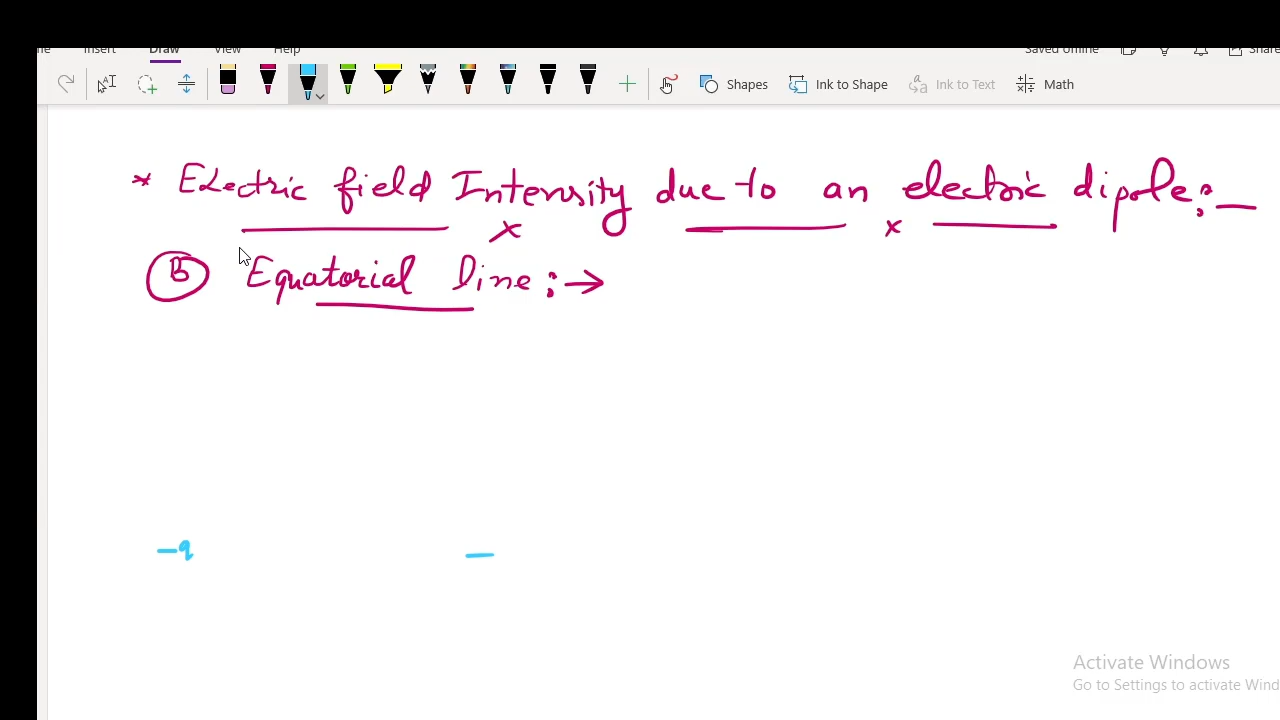 Insert Draw View Help Saved offline Share
Shapes Ink to Shape Ink to Text Math
* Electric field Intensity due to an electric dipole:—
B Equatorial line:→
-q —
Activate Windows
Go to Settings to activate Wind